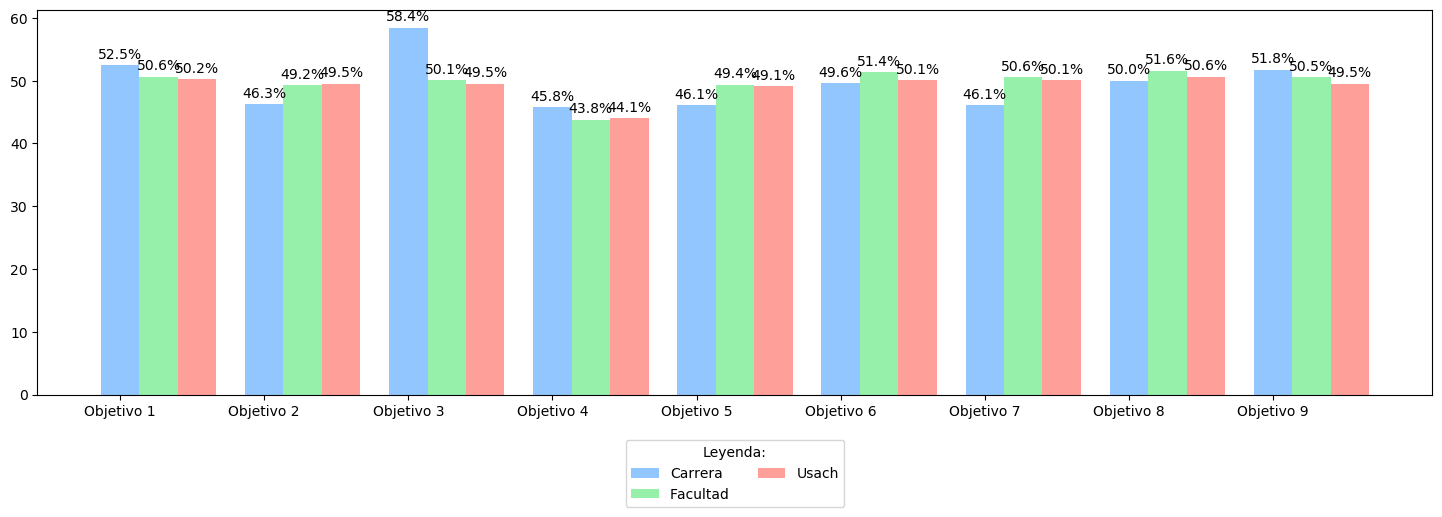 60
50
40
30
20
10
0
52.5% 50.6% 50.2%
46.3% 49.2% 49.5%
58.4% 50.1% 49.5%
45.8% 43.8% 44.1%
46.1% 49.4% 49.1%
49.6% 51.4% 50.1%
46.1% 50.6% 50.1%
50.0% 51.6% 50.6%
51.8% 50.5% 49.5%
Objetivo 1 Objetivo 2 Objetivo 3 Objetivo 4 Objetivo 5 Objetivo 6 Objetivo 7 Objetivo 8 Objetivo 9
Leyenda:
Carrera Usach
Facultad